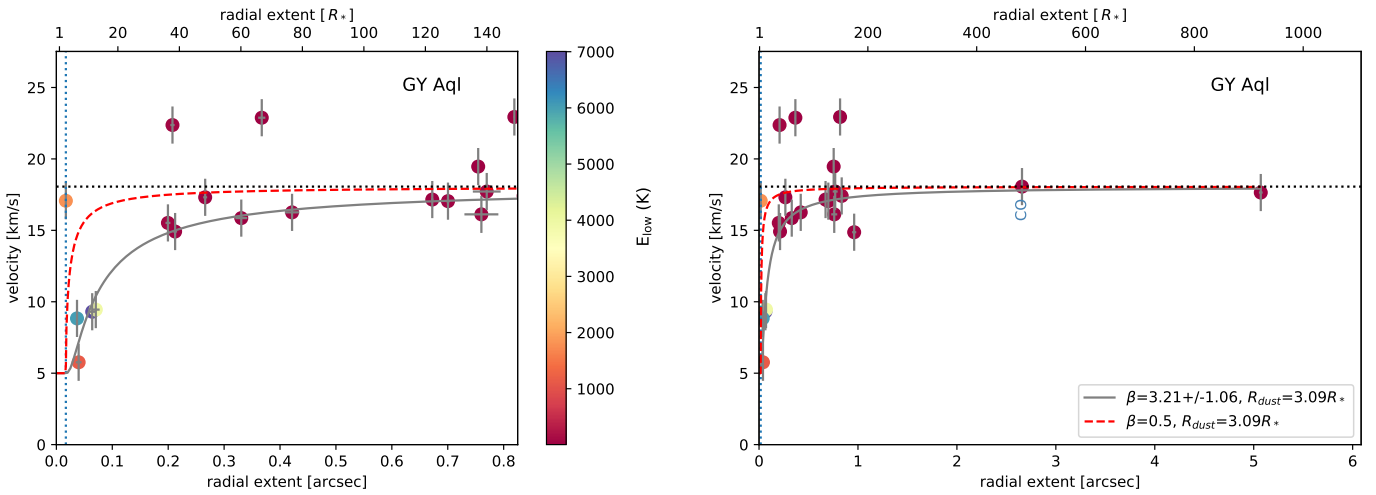 radial extent [R*]
1 20 40 60 80 100 120 140
GY Aql
velocity [km/s]
25
20
15
10
5
0
0.0 0.1 0.2 0.3 0.4 0.5 0.6 0.7 0.8
radial extent [arcsec]
7000
6000
5000
4000
3000
2000
1000
Elow (K)
radial extent [R*]
1 200 400 600 800 1000
GY Aql
velocity [km/s]
25
20
15
10
5
0
CO
β=3.21+/-1.06, Rdust=3.09R*
β=0.5, Rdust=3.09R*
0 1 2 3 4 5 6
radial extent [arcsec]